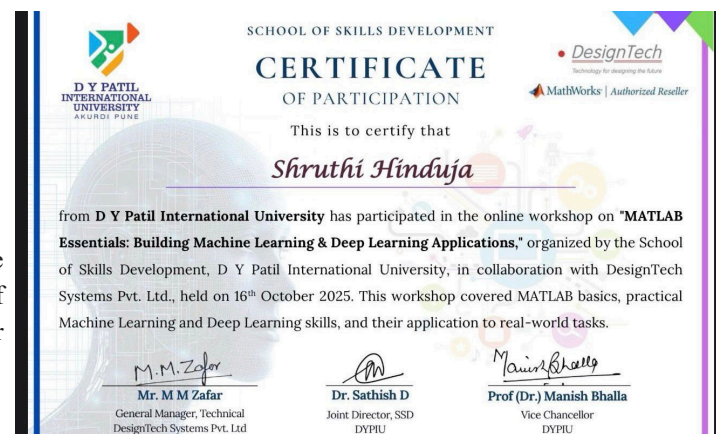 SCHOOL OF SKILLS DEVELOPMENT
D Y PATIL
INTERNATIONAL
UNIVERSITY
AKURDI PUNE
CERTIFICATE
OF PARTICIPATION
DesignTech
Technology for designing the future
MathWorks | Authorized Reseller
This is to certify that
Shruthi Hinduja
from D Y Patil International University has participated in the online workshop on "MATLAB
Essentials: Building Machine Learning & Deep Learning Applications," organized by the School
of Skills Development, D Y Patil International University, in collaboration with DesignTech
Systems Pvt. Ltd., held on 16th October 2025. This workshop covered MATLAB basics, practical
Machine Learning and Deep Learning skills, and their application to real-world tasks.
M.M. Zafar
Manish Bhalla
Mr. M M Zafar
General Manager, Technical
DesignTech Systems Pvt. Ltd
Dr. Sathish D
Joint Director, SSD
DYPIU
Prof (Dr.) Manish Bhalla
Vice Chancellor
DYPIU